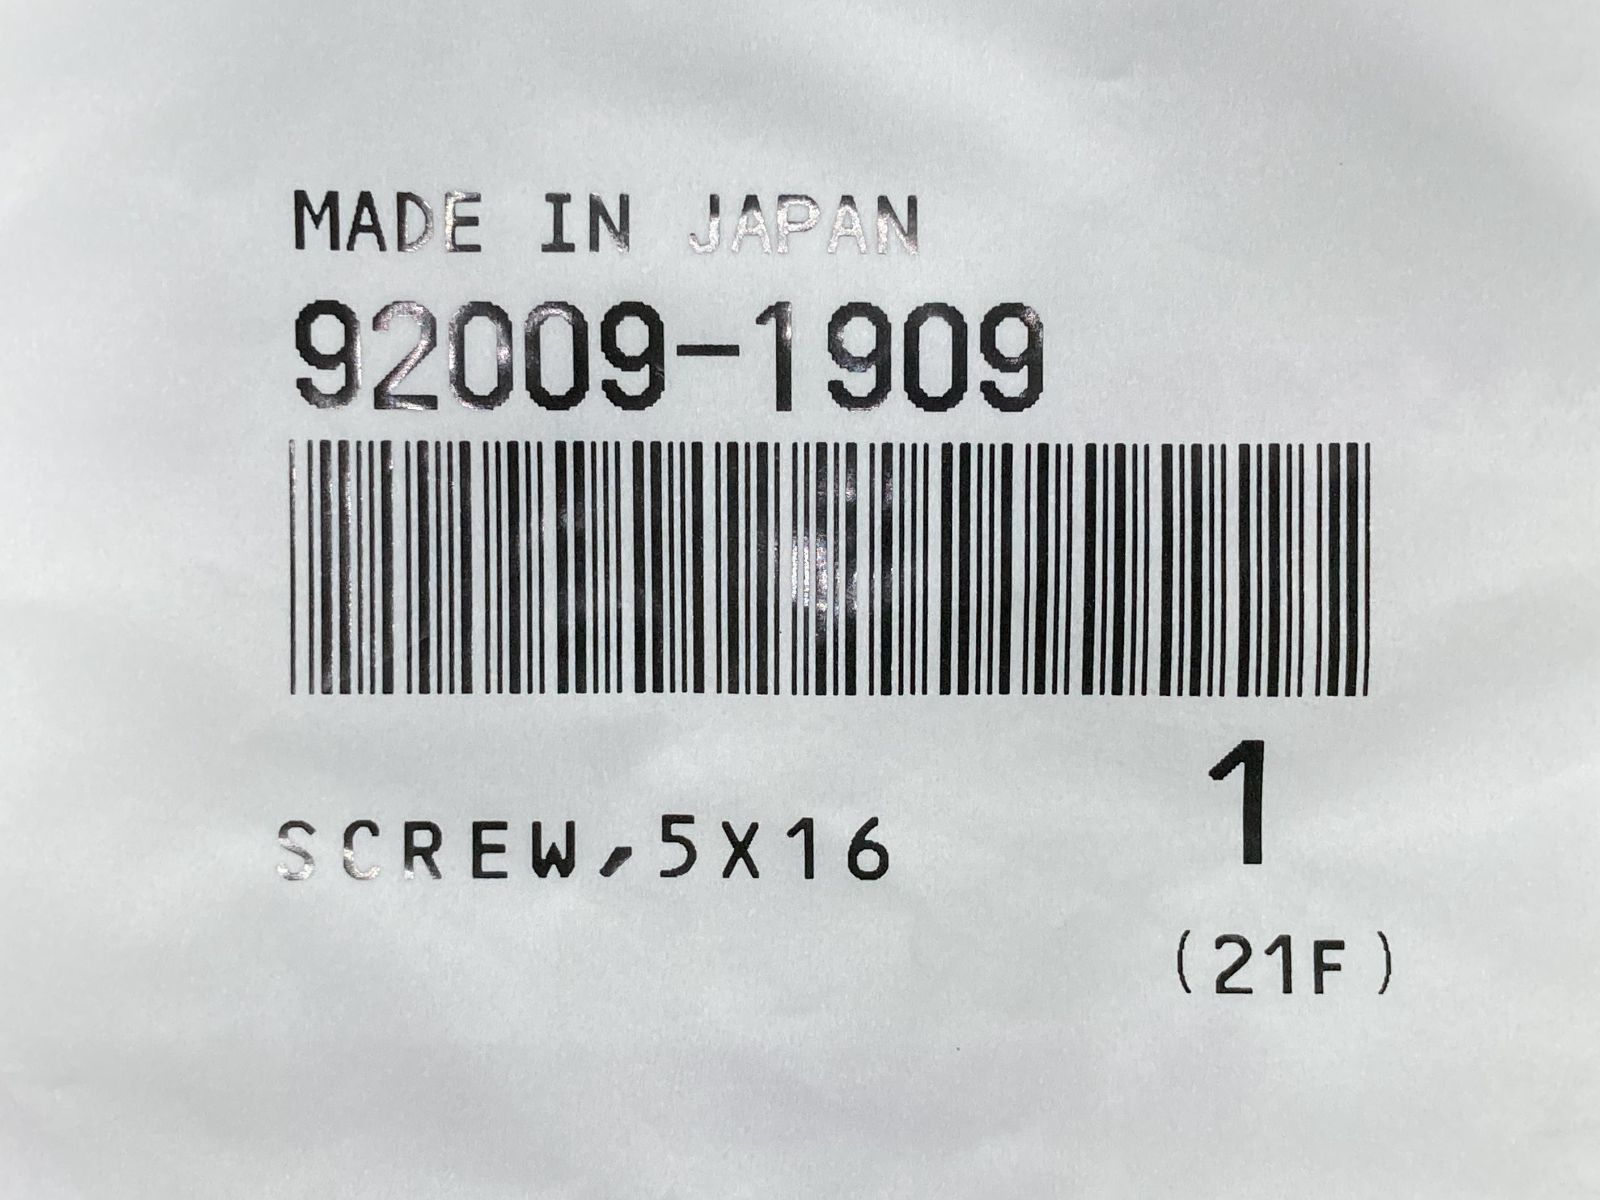 MADE IN JAPAN
92009-1909
1
SCREW,5X16
(21F)